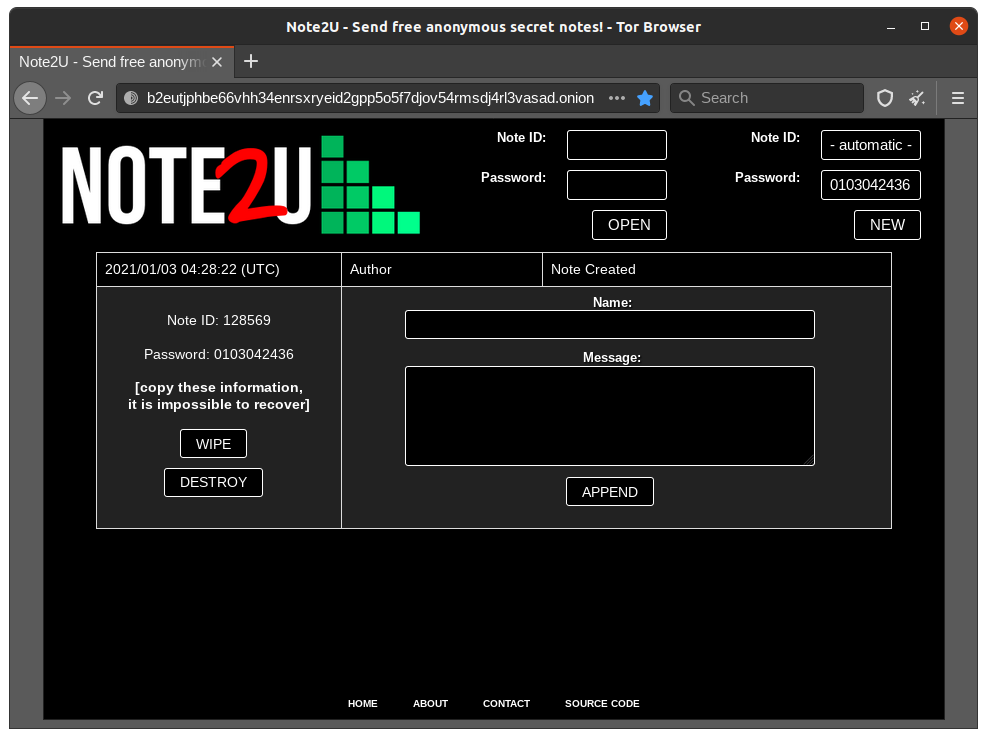 Note2U - Send free anonymous secret notes! - Tor Browser
Note2U - Send free anonym
b2eutjphbe66vhh34enrsxryeid2gpp5o5f7djov54rmsdj4rl3vasad.onion
Search
NOTE2U
Note ID:
Password:
OPEN
Note ID: - automatic -
Password: 0103042436
NEW
2021/01/03 04:28:22 (UTC) Author Note Created
Note ID: 128569
Password: 0103042436
[copy these information,
it is impossible to recover]
WIPE
DESTROY
Name:
Message:
APPEND
HOME ABOUT CONTACT SOURCE CODE